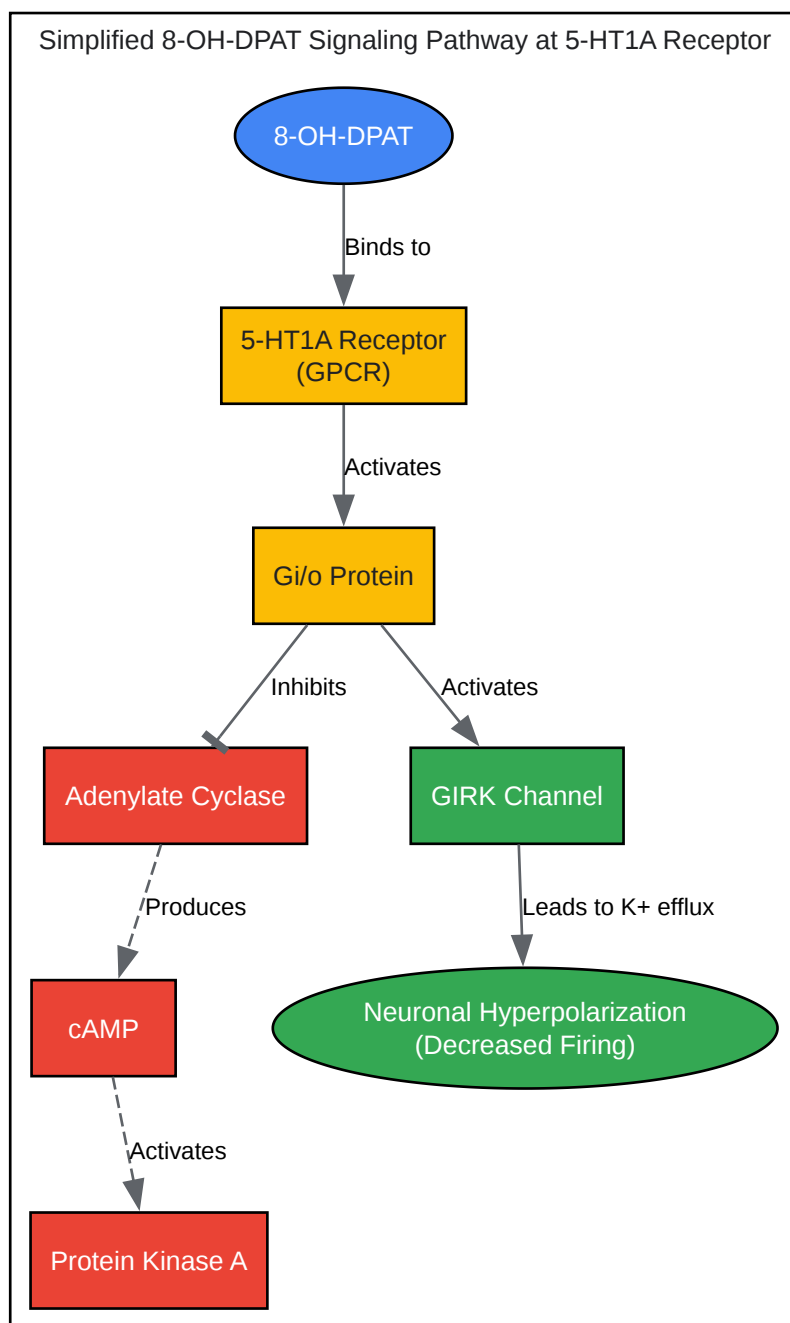 Simplified 8-OH-DPAT Signaling Pathway at 5-HT1A Receptor
8-OH-DPAT
Binds to
5-HT1A Receptor
(GPCR)
Activates
Gi/o Protein
Inhibits
Activates
Adenylate Cyclase
GIRK Channel
Produces
Leads to K+ efflux
cAMP
Neuronal Hyperpolarization
(Decreased Firing)
Activates
Protein Kinase A